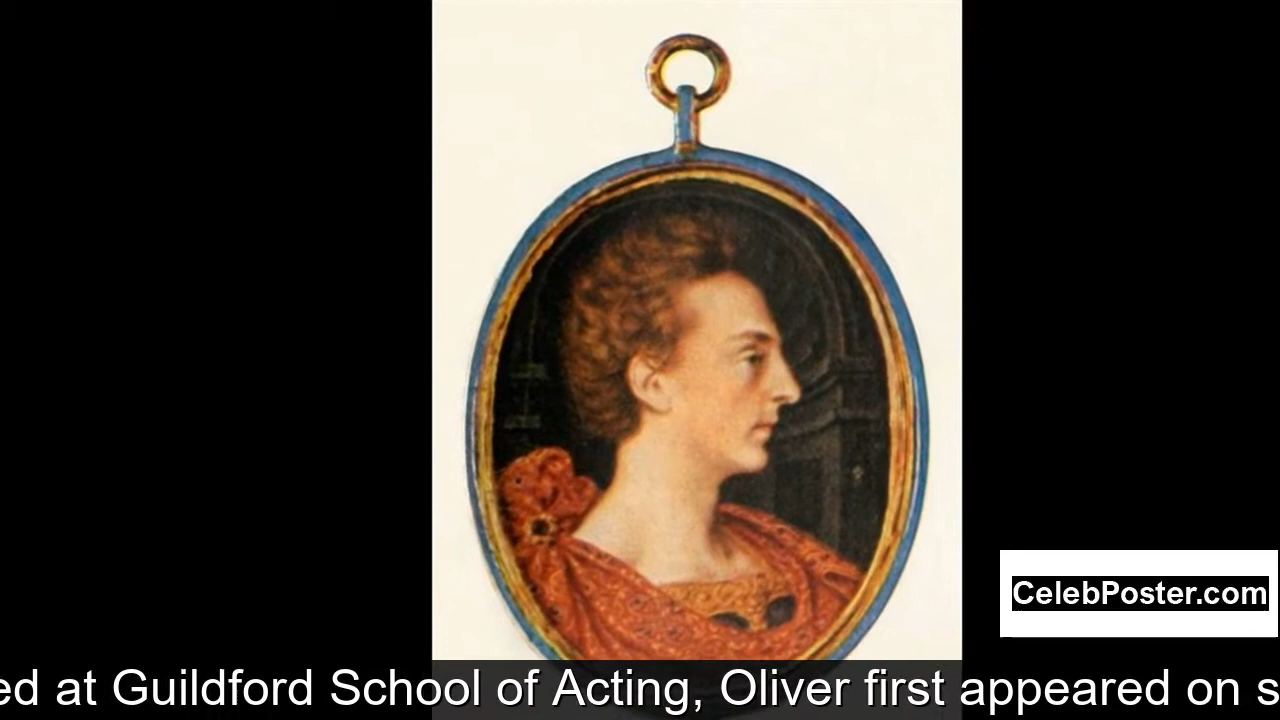 CelebPoster.com
ed at Guildford School of Acting, Oliver first appeared on s